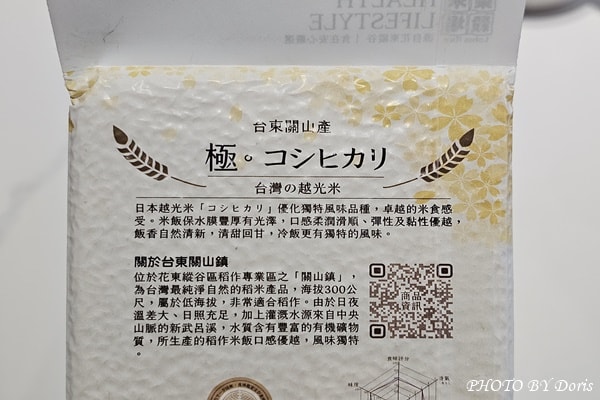 HEALTH
LIFESTYLE
台東關山產
極。コシヒカリ
台灣の越光米
日本越光米「コシヒカリ」優化獨特風味品種，卓越的米食感
受。米飯保水膜豐厚有光澤，口感柔潤滑順、彈性及黏性優越，
飯香自然清新，清甜回甘，冷飯更有獨特的風味。
關於台東關山鎮
位於花東縱谷區稻作專業區之「關山鎮」，
為台灣最純淨自然的稻米產品，海拔300公
尺，屬於低海拔，非常適合稻作。由於日夜
溫差大、日照充足，加上灌溉水源來自中央
山脈的新武呂溪，水質含有豐富的有機礦物
質，所生產的稻作米飯口感優越，風味獨特
。
商品
資訊
食味評分
PHOTO BY Doris